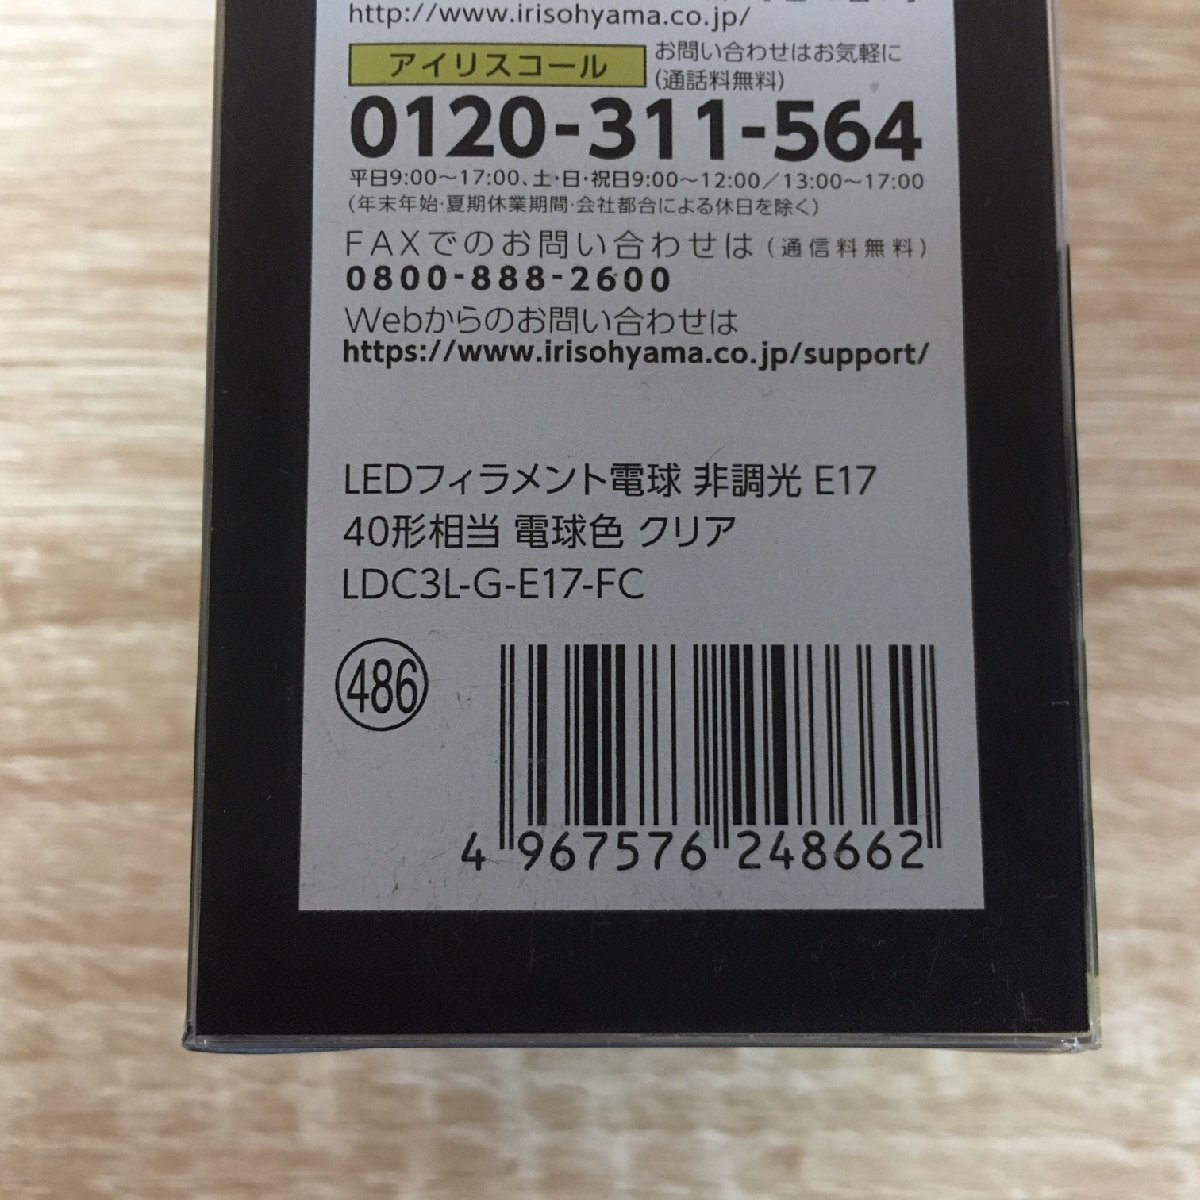 http://www.irisohyama.co.jp/
アイリスコール
お問い合わせはお気軽に
(通話料無料)
0120-311-564
平日9:00～17:00、土・日・祝日9:00～12:00／13:00～17:00
(年末年始・夏期休業期間・会社都合による休日を除く)
FAXでのお問い合わせは(通信料無料)
0800-888-2600
Webからのお問い合わせは
https://www.irisohyama.co.jp/support/
LEDフィラメント電球 非調光 E17
40形相当 電球色 クリア
LDC3L-G-E17-FC
486
4 967576 248662